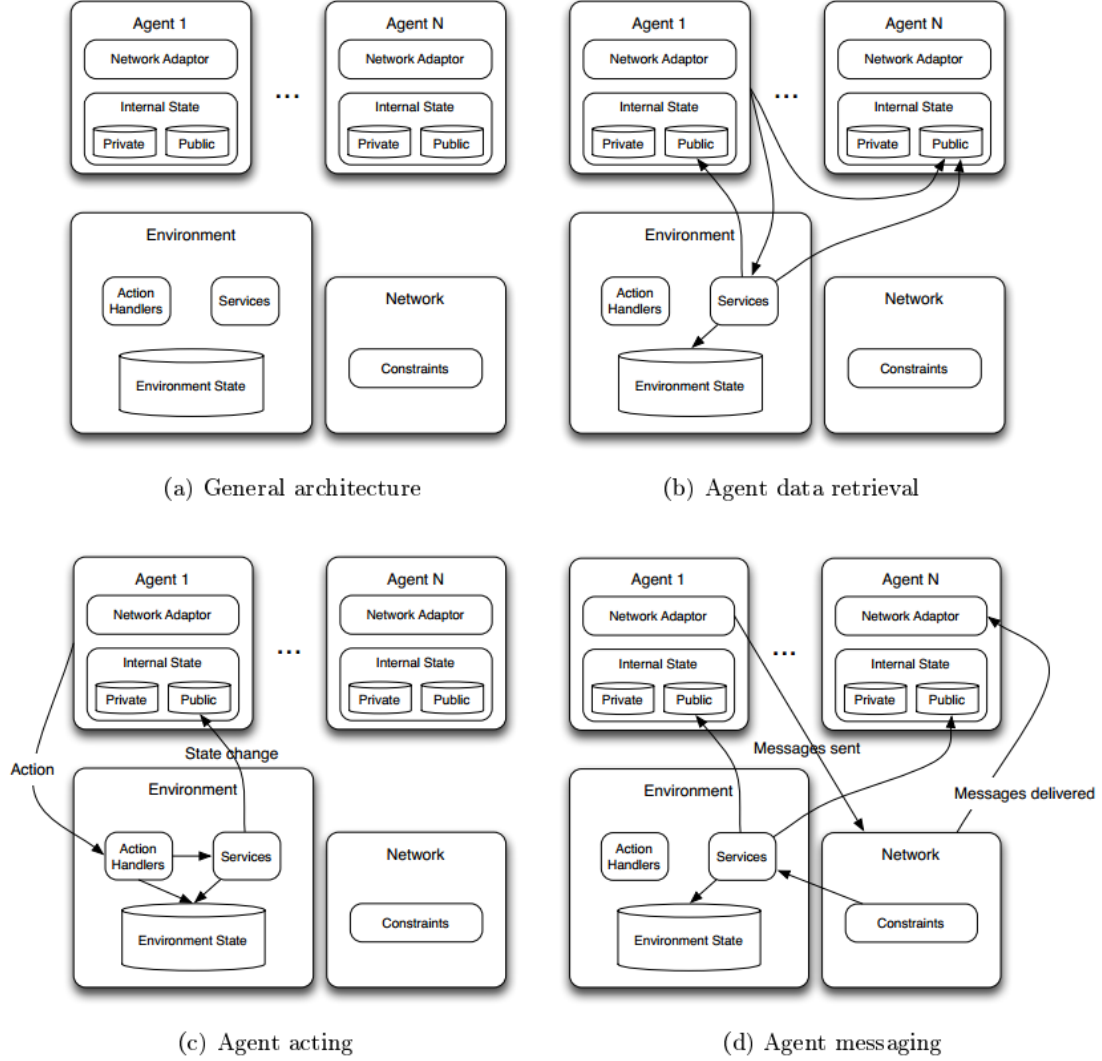 Agent 1
Network Adaptor
Internal State
Private
Public
...
Agent N
Network Adaptor
Internal State
Private
Public
Environment
Action
Handlers
Services
Environment State
Network
Constraints
(a) General architecture
Agent 1
Network Adaptor
Internal State
Private
Public
...
Agent N
Network Adaptor
Internal State
Private
Public
Environment
Action
Handlers
Services
Environment State
Network
Constraints
(b) Agent data retrieval
Agent 1
Network Adaptor
Internal State
Private
Public
...
Agent N
Network Adaptor
Internal State
Private
Public
State change
Action
Environment
Action
Handlers
Services
Environment State
Network
Constraints
(c) Agent acting
Agent 1
Network Adaptor
Internal State
Private
Public
...
Agent N
Network Adaptor
Internal State
Private
Public
Messages sent
Messages delivered
Environment
Action
Handlers
Services
Environment State
Network
Constraints
(d) Agent messaging